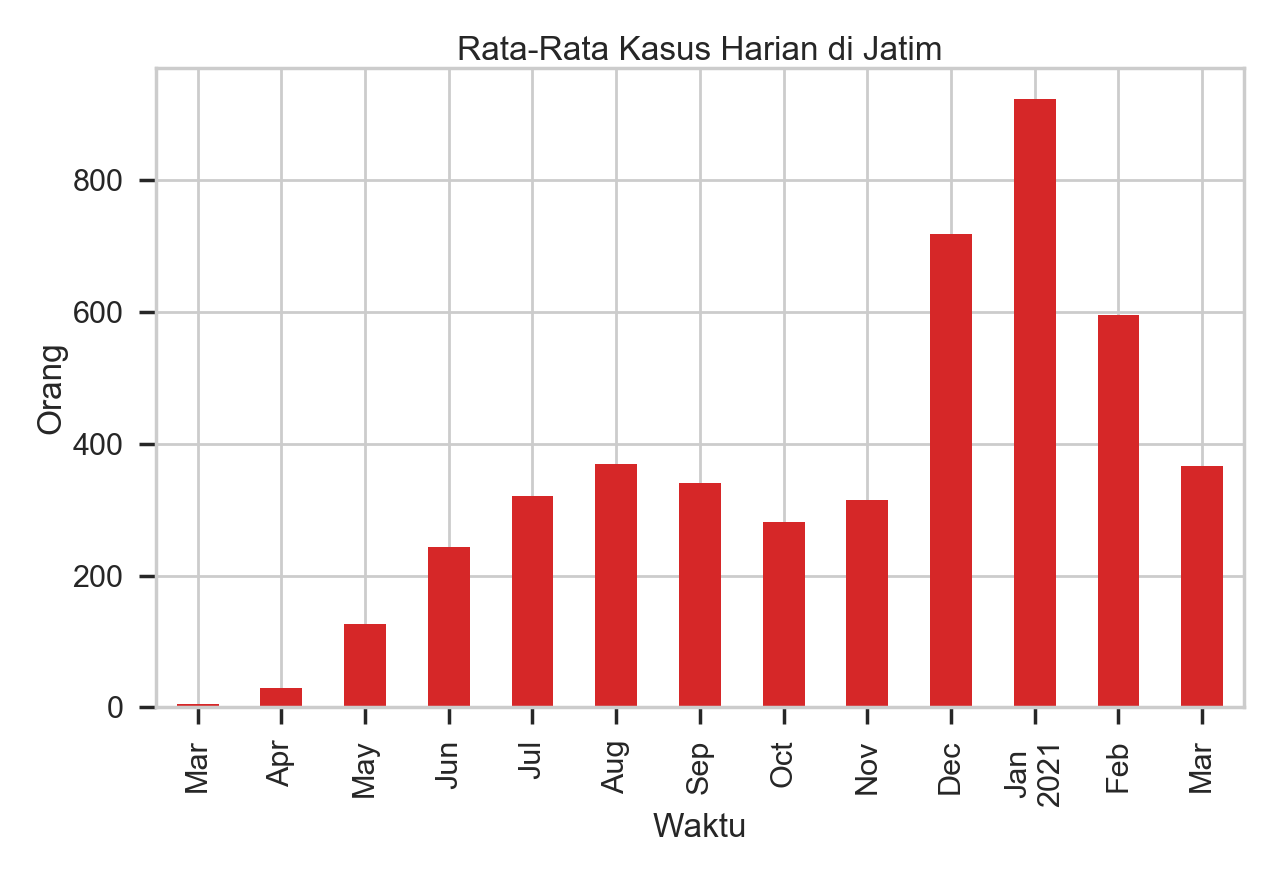 Rata-Rata Kasus Harian di Jatim
800
600
400
200
0
Orang
Mar
Apr
May
Jun
Jul
Aug
Sep
Oct
Nov
Dec
Jan
2021
Feb
Mar
Waktu